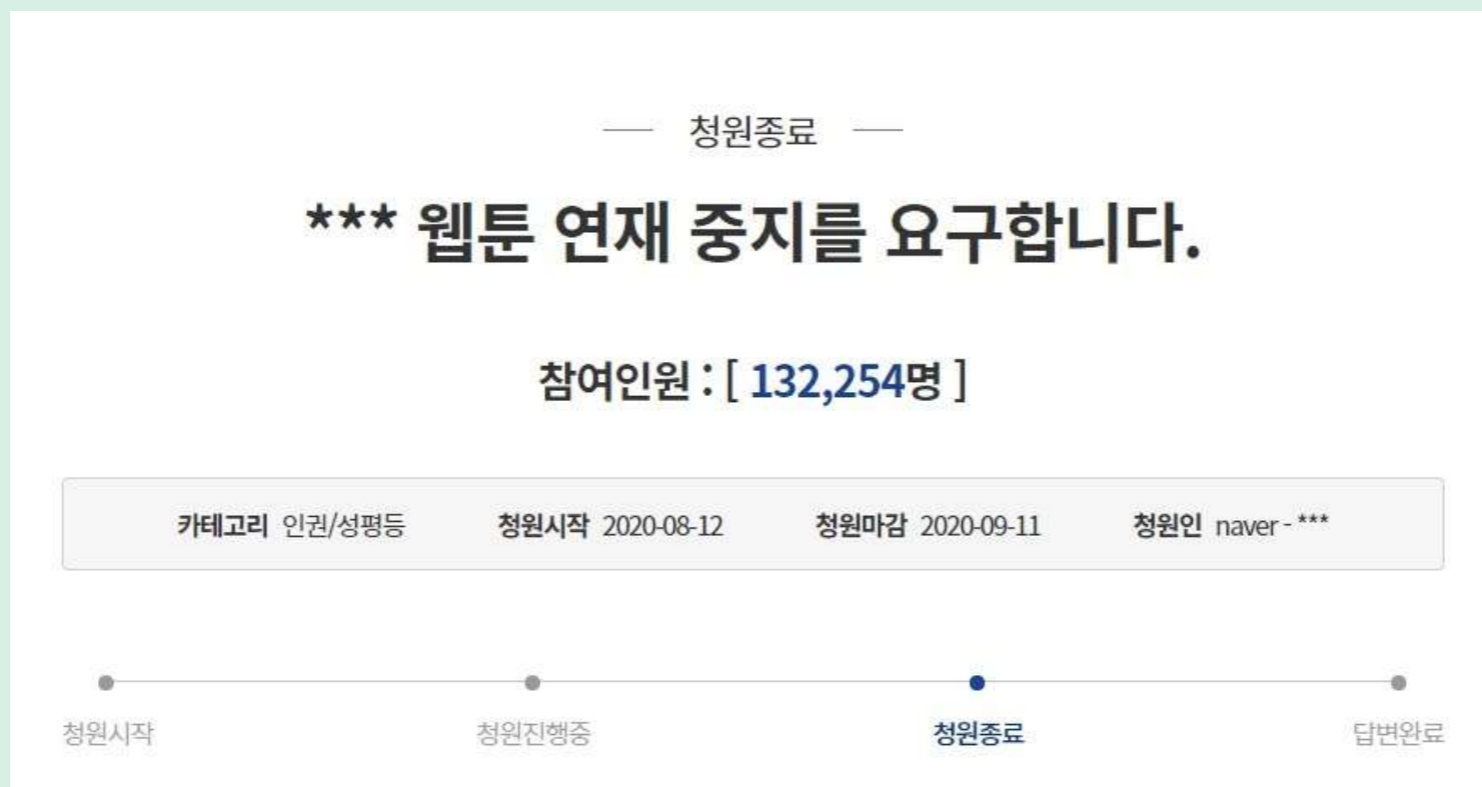 청원종료
*** 웹툰 연재 중지를 요구합니다.
참여인원 : [ 132,254명 ]
카테고리 인권/성평등 청원시작 2020-08-12 청원마감 2020-09-11 청원인 naver - ***
청원시작 청원진행중 청원종료 답변완료